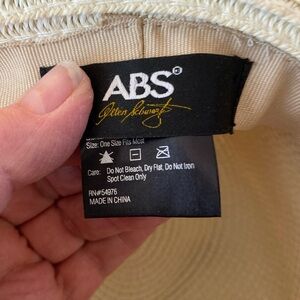 ABS
Allen Schwartz
Size: One Size Fits Most
Care: Do Not Bleach, Dry Flat, Do Not Iron
Spot Clean Only
RN#54976
MADE IN CHINA